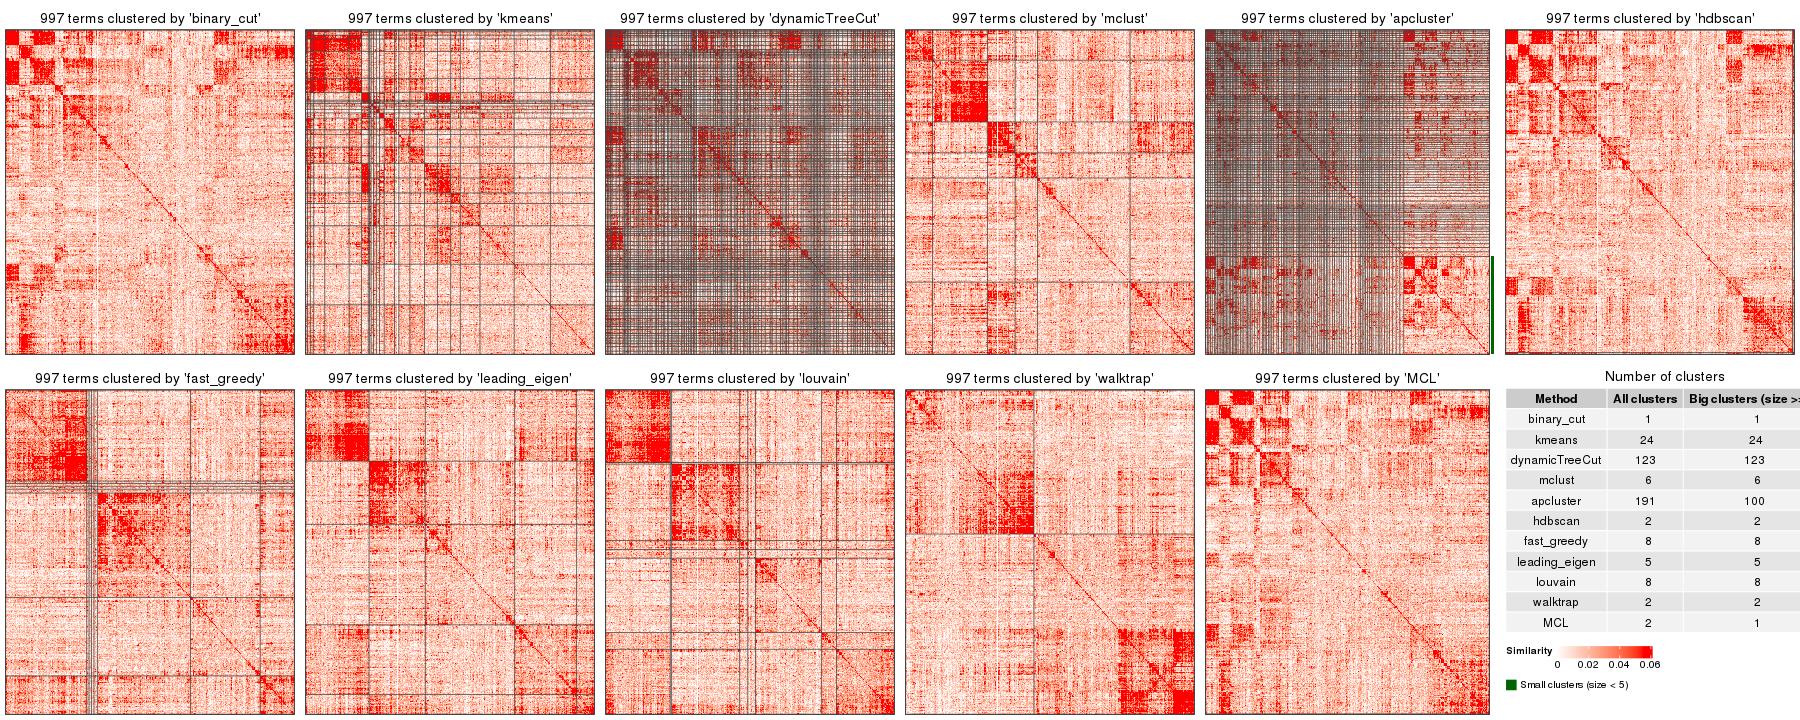 997 terms clustered by 'binary_cut'
997 terms clustered by 'kmeans'
997 terms clustered by 'dynamicTreeCut'
997 terms clustered by 'mclust'
997 terms clustered by 'apcluster'
997 terms clustered by 'hdbscan'
997 terms clustered by 'fast_greedy'
997 terms clustered by 'leading_eigen'
997 terms clustered by 'louvain'
997 terms clustered by 'walktrap'
997 terms clustered by 'MCL'
Number of clusters
Method All clusters Big clusters (size >
binary_cut 1 1
kmeans 24 24
dynamicTreeCut 123 123
mclust 6 6
apcluster 191 100
hdbscan 2 2
fast_greedy 8 8
leading_eigen 5 5
louvain 8 8
walktrap 2 2
MCL 2 1
Similarity
0 0.02 0.04 0.06
Small clusters (size < 5)